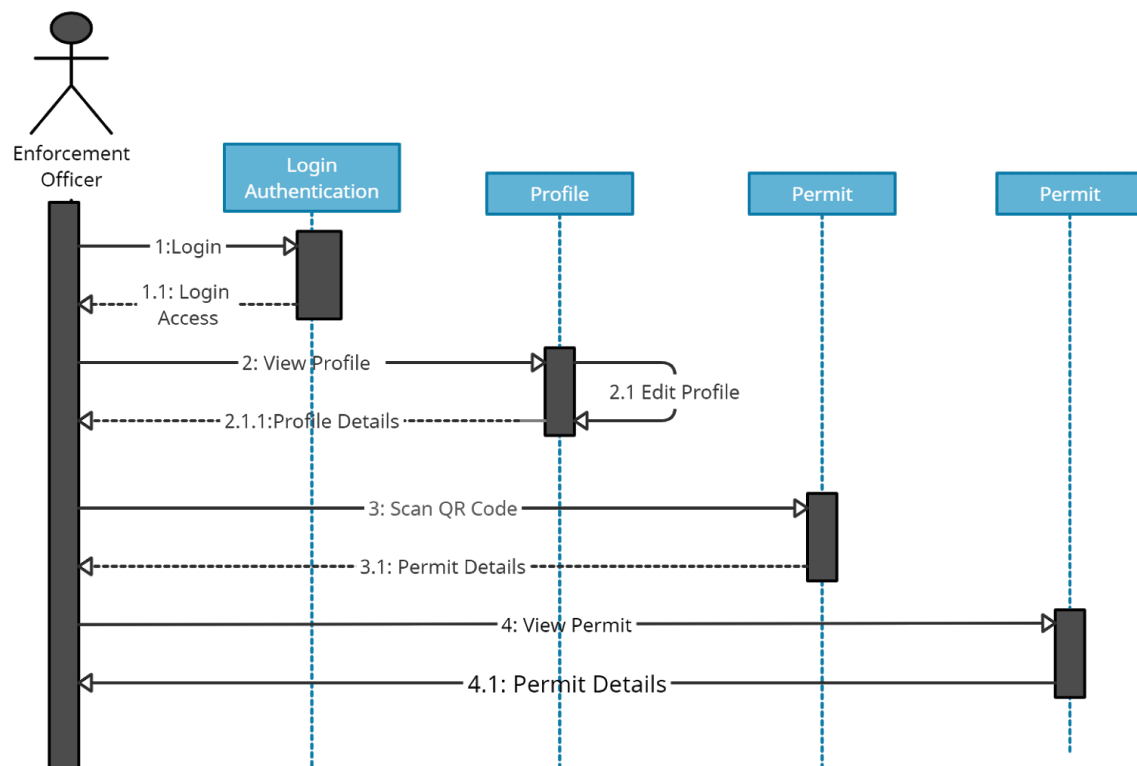 Enforcement
Officer
Login
Authentication
Profile
Permit
Permit
1:Login
1.1: Login
Access
2: View Profile
2.1 Edit Profile
2.1.1:Profile Details
3: Scan QR Code
3.1: Permit Details
4: View Permit
4.1: Permit Details